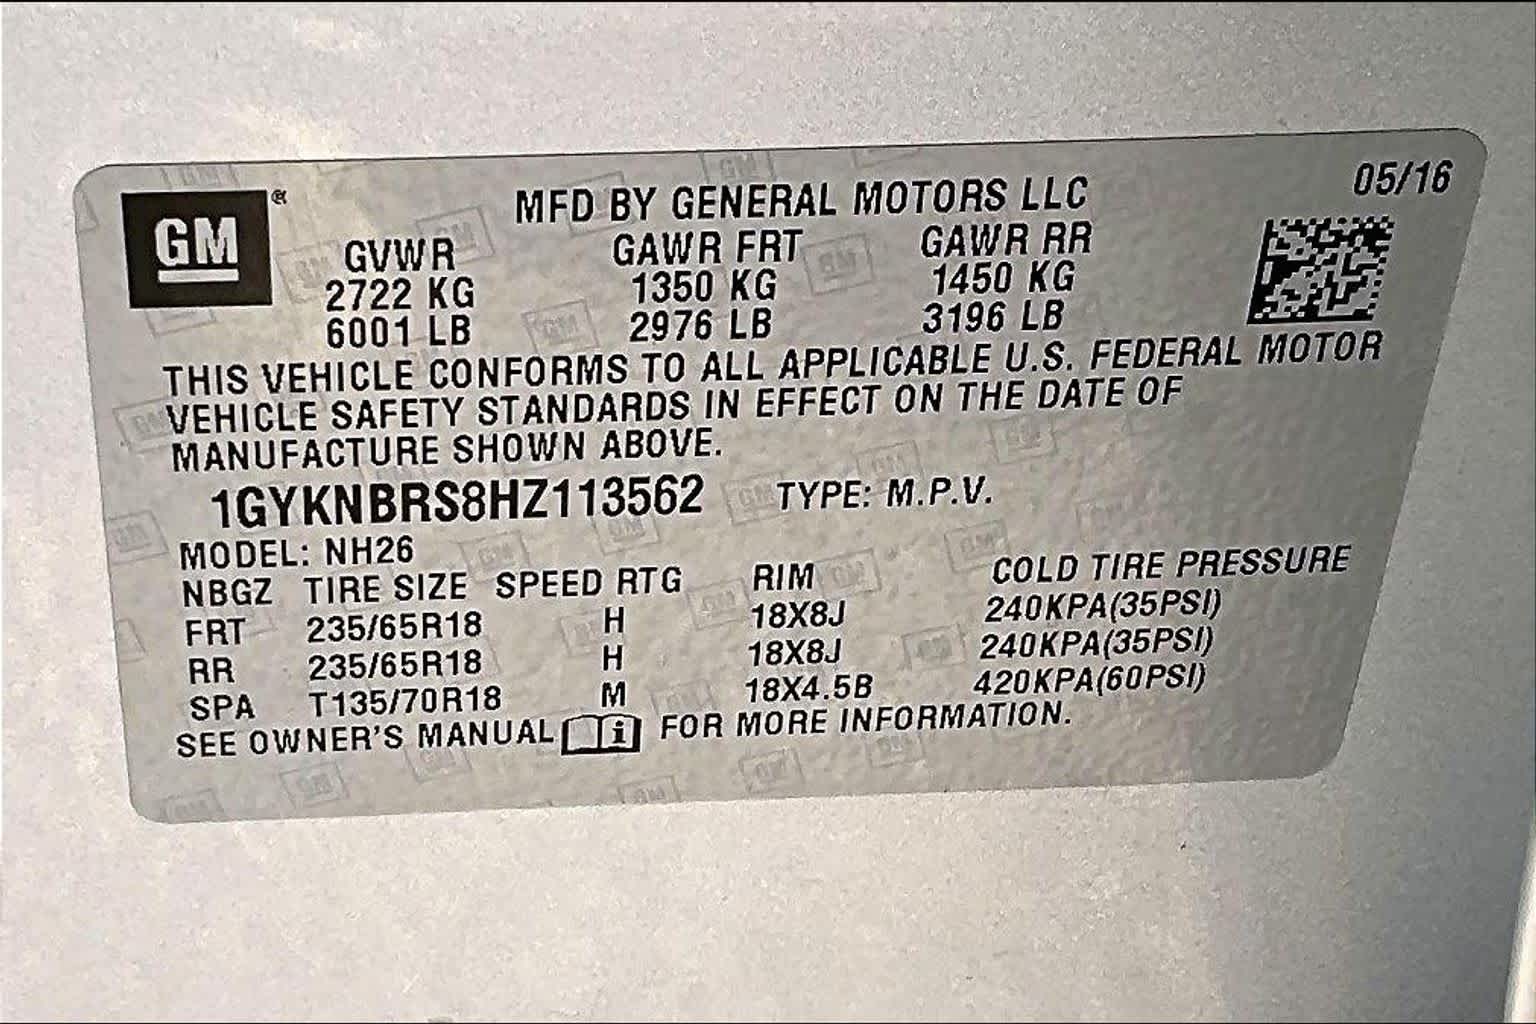 GM ®
MFD BY GENERAL MOTORS LLC 05/16
GVWR GAWR FRT GAWR RR
2722 KG 1350 KG 1450 KG
6001 LB 2976 LB 3196 LB
THIS VEHICLE CONFORMS TO ALL APPLICABLE U.S. FEDERAL MOTOR
VEHICLE SAFETY STANDARDS IN EFFECT ON THE DATE OF
MANUFACTURE SHOWN ABOVE.
1GYKNBRS8HZ113562 TYPE: M.P.V.
MODEL: NH26
NBGZ TIRE SIZE SPEED RTG RIM COLD TIRE PRESSURE
FRT 235/65R18 H 18X8J 240KPA(35PSI)
RR 235/65R18 H 18X8J 240KPA(35PSI)
SPA T135/70R18 M 18X4.5B 420KPA(60PSI)
SEE OWNER'S MANUAL i FOR MORE INFORMATION.